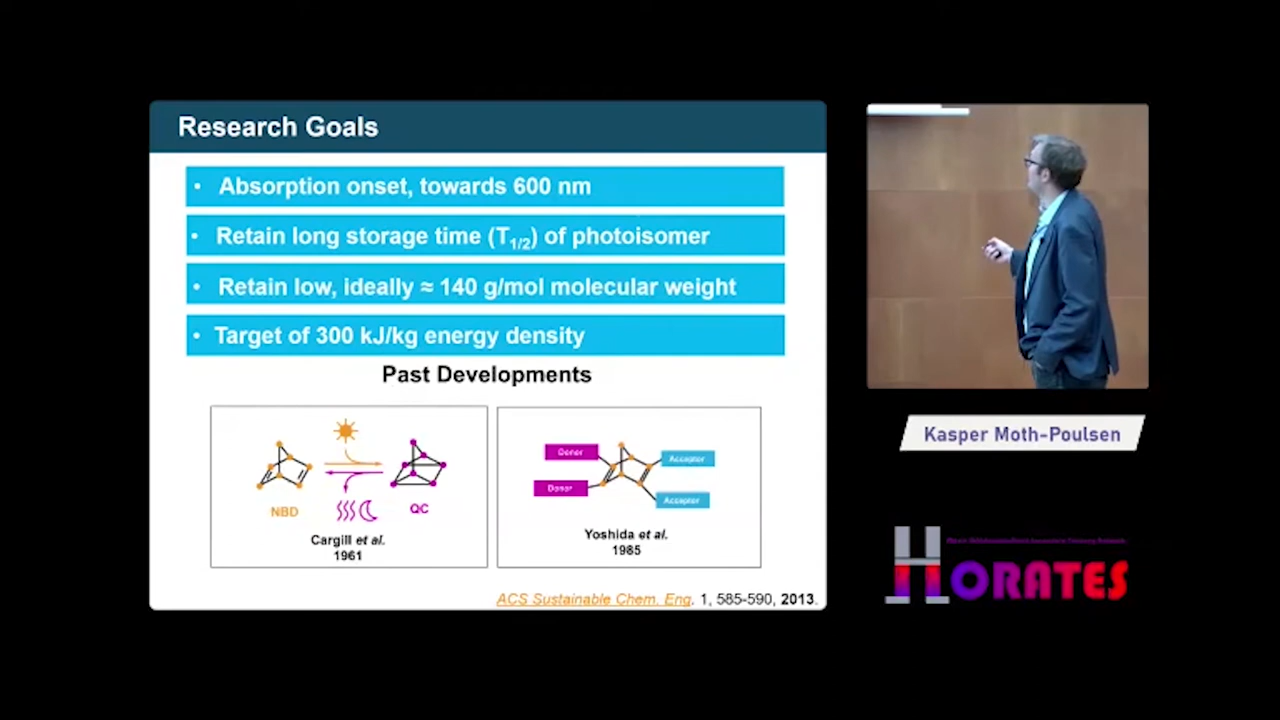 Research Goals
• Absorption onset, towards 600 nm
• Retain long storage time (T1/2) of photoisomer
• Retain low, ideally ≈ 140 g/mol molecular weight
• Target of 300 kJ/kg energy density
Past Developments
NBD
QC
Cargill et al.
1961
Donor
Donor
Acceptor
Acceptor
Yoshida et al.
1985
ACS Sustainable Chem. Eng. 1, 585-590, 2013.
Kasper Moth-Poulsen
HORATES